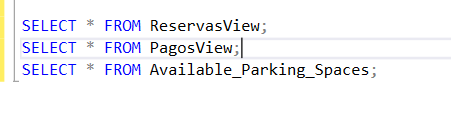 SELECT * FROM ReservasView;
SELECT * FROM PagosView;
SELECT * FROM Available_Parking_Spaces;